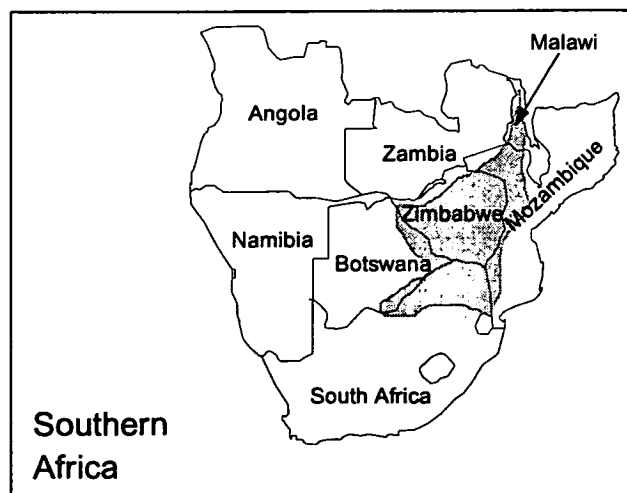 Malawi
Angola
Zambia
Mozambique
Zimbabwe
Namibia
Botswana
South Africa
Southern
Africa